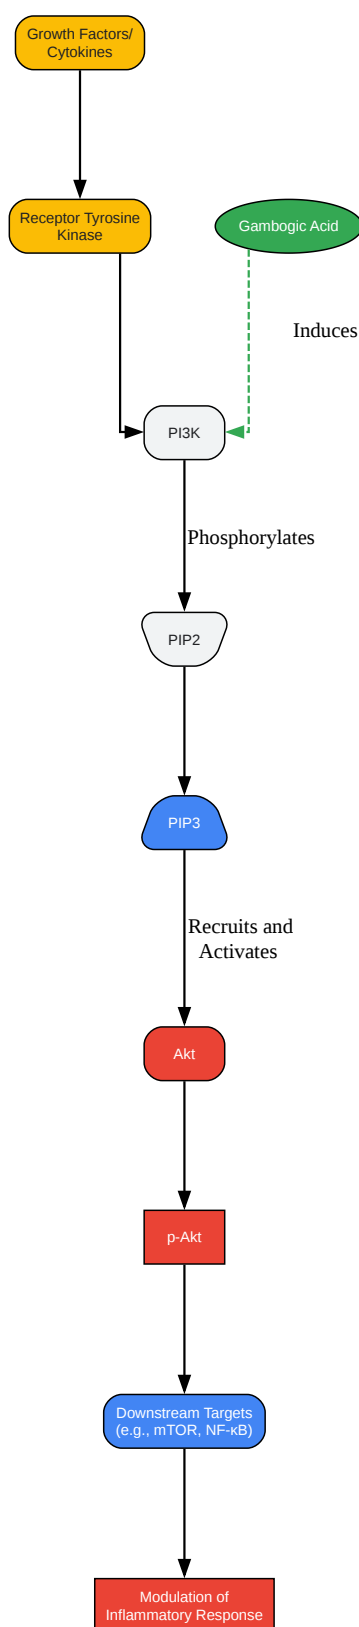 Growth Factors/
Cytokines
Receptor Tyrosine
Kinase
Gambogic Acid
Induces
PI3K
Phosphorylates
PIP2
PIP3
Recruits and
Activates
Akt
p-Akt
Downstream Targets
(e.g., mTOR, NF-κB)
Modulation of
Inflammatory Response